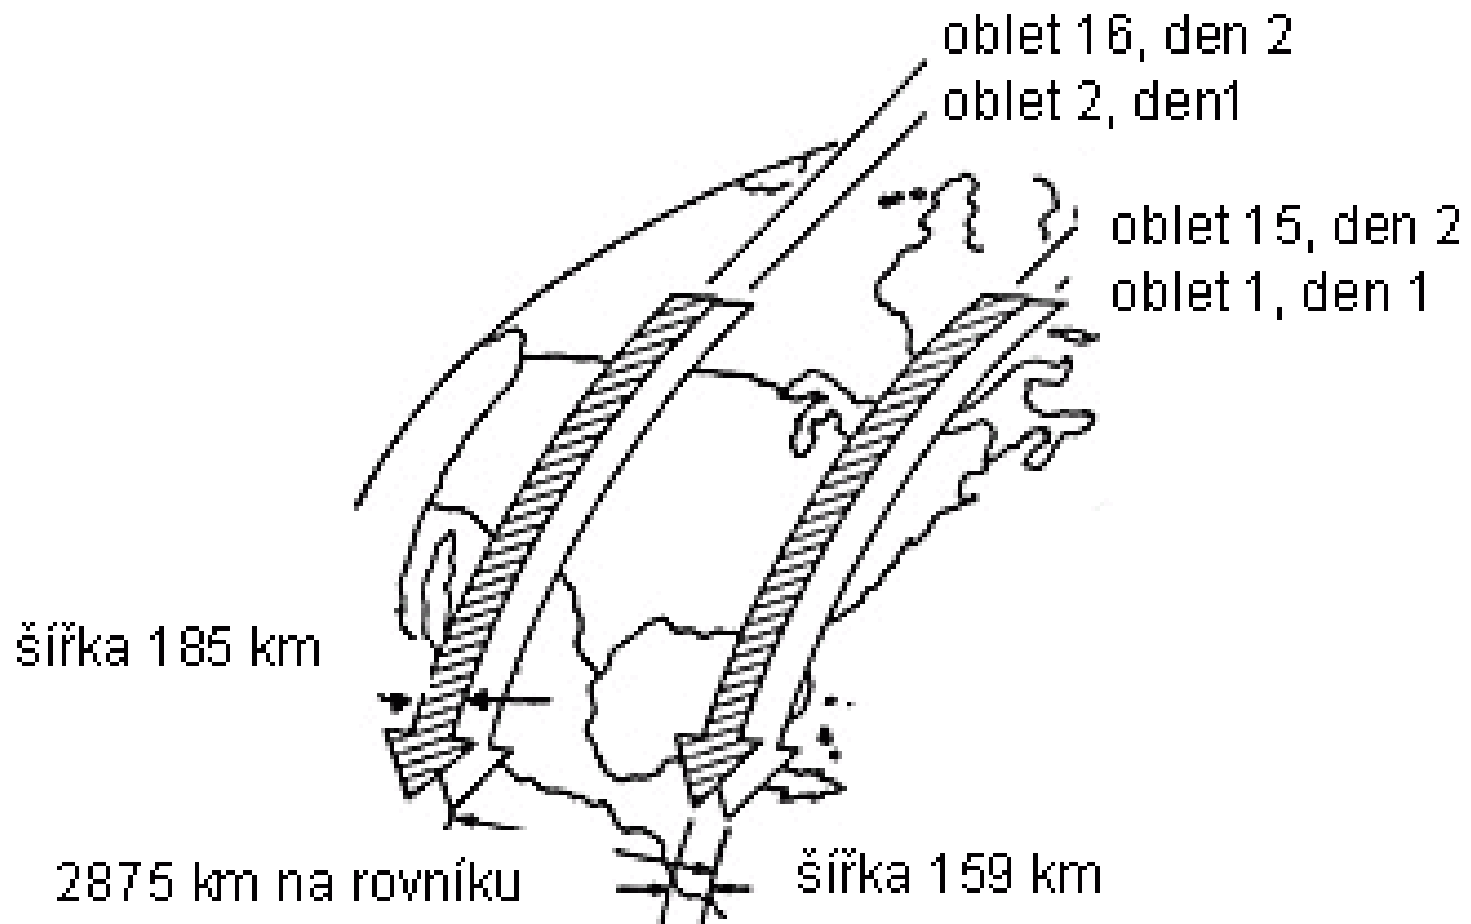 oblet 16, den 2
oblet 2, den1
oblet 15, den 2
oblet 1, den 1
šířka 185 km
2875 km na rovníku
šířka 159 km